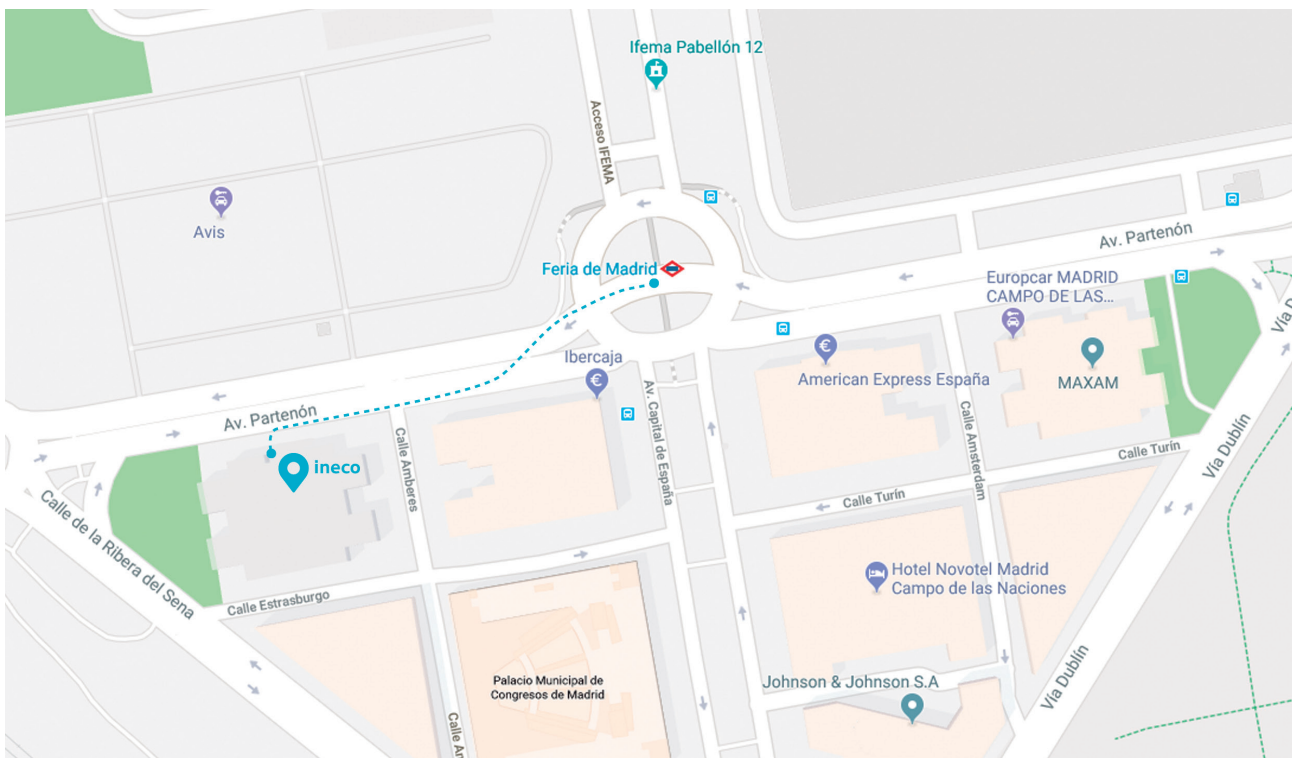 Ifema Pabellón 12
Acceso IFEMA
Avis
Av. Partenón
Feria de Madrid
Europcar MADRID
CAMPO DE LAS...
Vía D
Ibercaja
€
€
American Express España
MAXAM
Av. Partenón
Av. Capital de España
Calle Amberes
Calle Amsterdam
Calle Turín
Vía Dublín
ineco
Calle Turín
Calle de la Ribera del Sena
Hotel Novotel Madrid
Campo de las Naciones
Calle Estrasburgo
Palacio Municipal de
Congresos de Madrid
Johnson & Johnson S.A
Vía Dublín
Calle Am